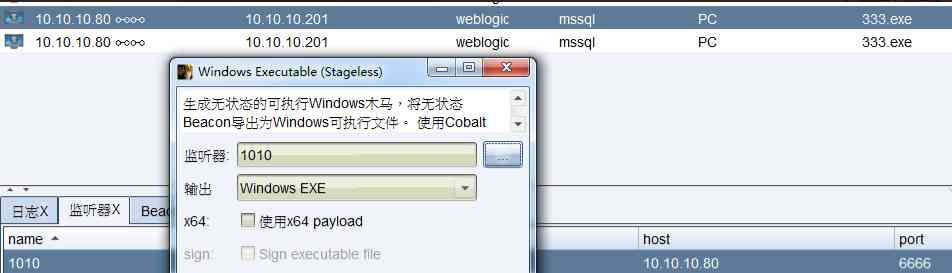 10.10.10.80 10.10.10.201 weblogic mssql PC 333.exe
10.10.10.80 10.10.10.201 weblogic mssql PC 333.exe
Windows Executable (Stageless)
生成无状态的可执行Windows木马，将无状态
Beacon导出为Windows可执行文件。 使用Cobalt
监听器: 1010 ...
输出 Windows EXE
x64: 使用x64 payload
sign: Sign executable file
日志X 监听器X Bea
name host port
1010 10.10.10.80 6666